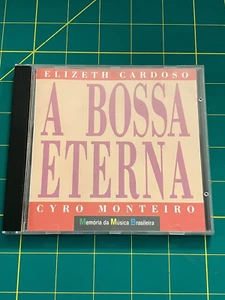 ELIZETH CARDOSO
A BOSSA
ETERNA
CYRO MONTEIRO
Memória da Música Brasileira